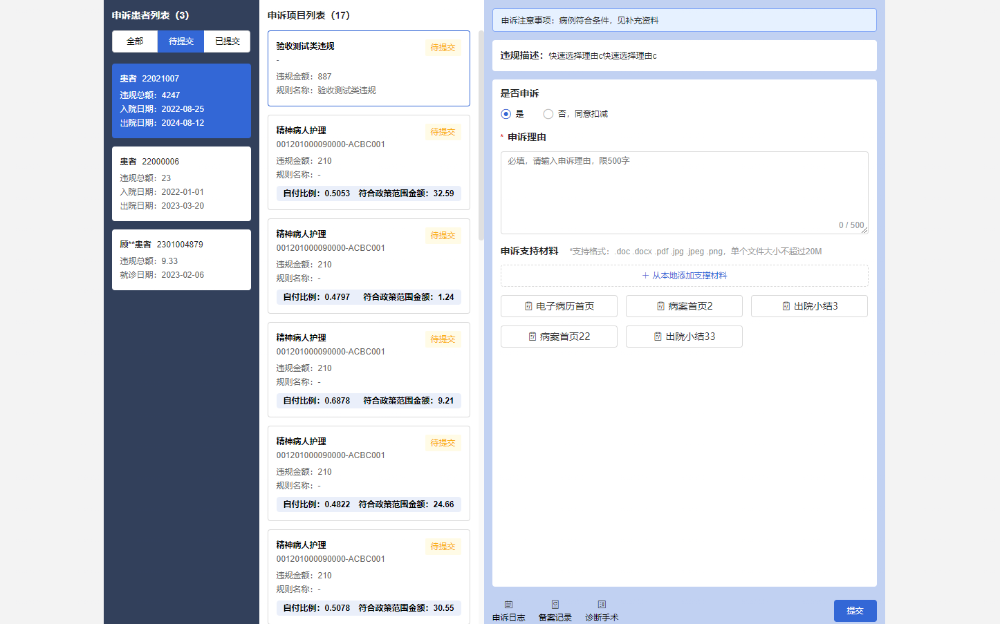 申诉患者列表（3）
全部
待提交
已提交
患者 22021007
违规总额：4247
入院日期：2022-08-25
出院日期：2024-08-12
患者 22000006
违规总额：23
入院日期：2022-01-01
出院日期：2023-03-20
顾**患者 2301004879
违规总额：9.33
就诊日期：2023-02-06
申诉项目列表（17）
验收测试类违规
待提交
-
违规金额：887
规则名称：验收测试类违规
精神病人护理
待提交
001201000090000-ACBC001
违规金额：210
规则名称：-
自付比例：0.5053 符合政策范围金额：32.59
精神病人护理
待提交
001201000090000-ACBC001
违规金额：210
规则名称：-
自付比例：0.4797 符合政策范围金额：1.24
精神病人护理
待提交
001201000090000-ACBC001
违规金额：210
规则名称：-
自付比例：0.6878 符合政策范围金额：9.21
精神病人护理
待提交
001201000090000-ACBC001
违规金额：210
规则名称：-
自付比例：0.4822 符合政策范围金额：24.66
精神病人护理
待提交
001201000090000-ACBC001
违规金额：210
规则名称：-
自付比例：0.5078 符合政策范围金额：30.55
申诉注意事项：病例符合条件，见补充资料
违规描述：快速选择理由c快速选择理由c
是否申诉
是
否，同意扣减
* 申诉理由
必填，请输入申诉理由，限500字
0 / 500
申诉支持材料 *支持格式：.doc .docx .pdf .jpg .jpeg .png，单个文件大小不超过20M
＋ 从本地添加支撑材料
电子病历首页
病案首页2
出院小结3
病案首页22
出院小结33
申诉日志
备案记录
诊断手术
提交